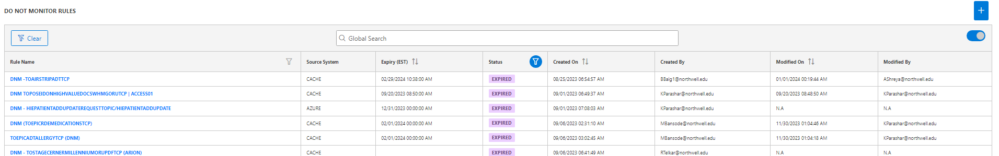 DO NOT MONITOR RULES
+
Clear Global Search
Rule Name Source System Expiry (EST) Status Created On Created By Modified On Modified By
DNM -TOAIRSTRIPADTTCP CACHE 02/29/2024 10:38:00 AM EXPIRED 08/25/2023 06:54:57 AM BBaig1@northwell.edu 01/01/2024 00:19:44 AM AShreya@northwell.edu
DNM TOPOSEIDONHIGHVALUEDOCSWHMGORUTCP | ACCESS01 CACHE 09/20/2023 08:50:00 AM EXPIRED 09/01/2023 06:49:37 AM KParashar@northwell.edu 09/20/2023 08:48:50 AM KParashar@northwell.edu
DNM - HIEPATIENTADDUPDATEREQUESTTOPIC/HIEPATIENTADDUPDATE AZURE 12/31/2023 00:00:00 AM EXPIRED 09/01/2023 07:08:03 AM KParashar@northwell.edu N.A N.A
DNM (TOEPICRDEMEDICATIONSTCP) CACHE 02/01/2024 00:00:00 AM EXPIRED 09/06/2023 02:31:10 AM MBansode@northwell.edu 11/30/2023 01:04:46 AM KParashar@northwell.edu
TOEPICADTALLERGYTCP (DNM) CACHE 02/01/2024 00:00:00 AM EXPIRED 09/06/2023 03:02:45 AM MBansode@northwell.edu 11/30/2023 01:04:18 AM KParashar@northwell.edu
DNM - TOSTAGECERNERMILLENNIUMORUPDFTCP (ARION) CACHE EXPIRED 09/06/2023 06:41:49 AM RTelkar@northwell.edu N.A N.A